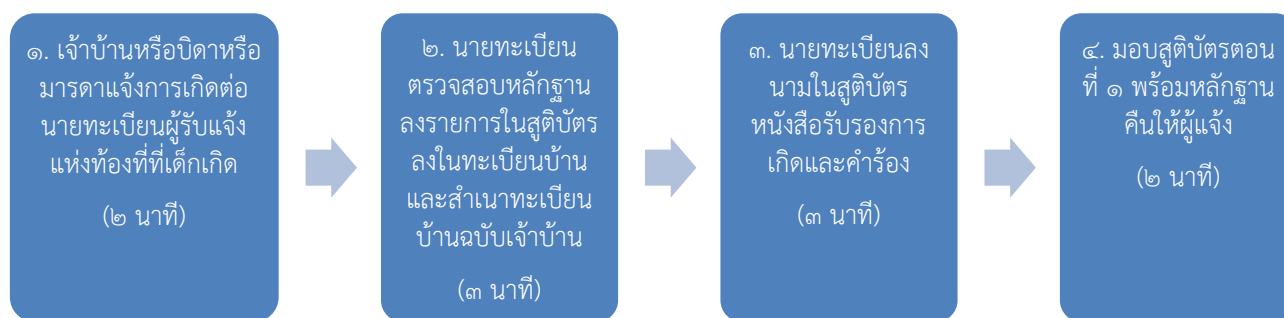 ๑. เจ้าบ้านหรือบิดาหรือ
มารดาแจ้งการเกิดต่อ
นายทะเบียนผู้รับแจ้ง
แห่งท้องที่ที่เด็กเกิด
(๒ นาที)
๒. นายทะเบียน
ตรวจสอบหลักฐาน
ลงรายการในสูติบัตร
ลงในทะเบียนบ้าน
และสำเนาทะเบียน
บ้านฉบับเจ้าบ้าน
(๓ นาที)
๓. นายทะเบียนลง
นามในสูติบัตร
หนังสือรับรองการ
เกิดและคำร้อง
(๓ นาที)
๔. มอบสูติบัตรตอน
ที่ ๑ พร้อมหลักฐาน
คืนให้ผู้แจ้ง
(๒ นาที)